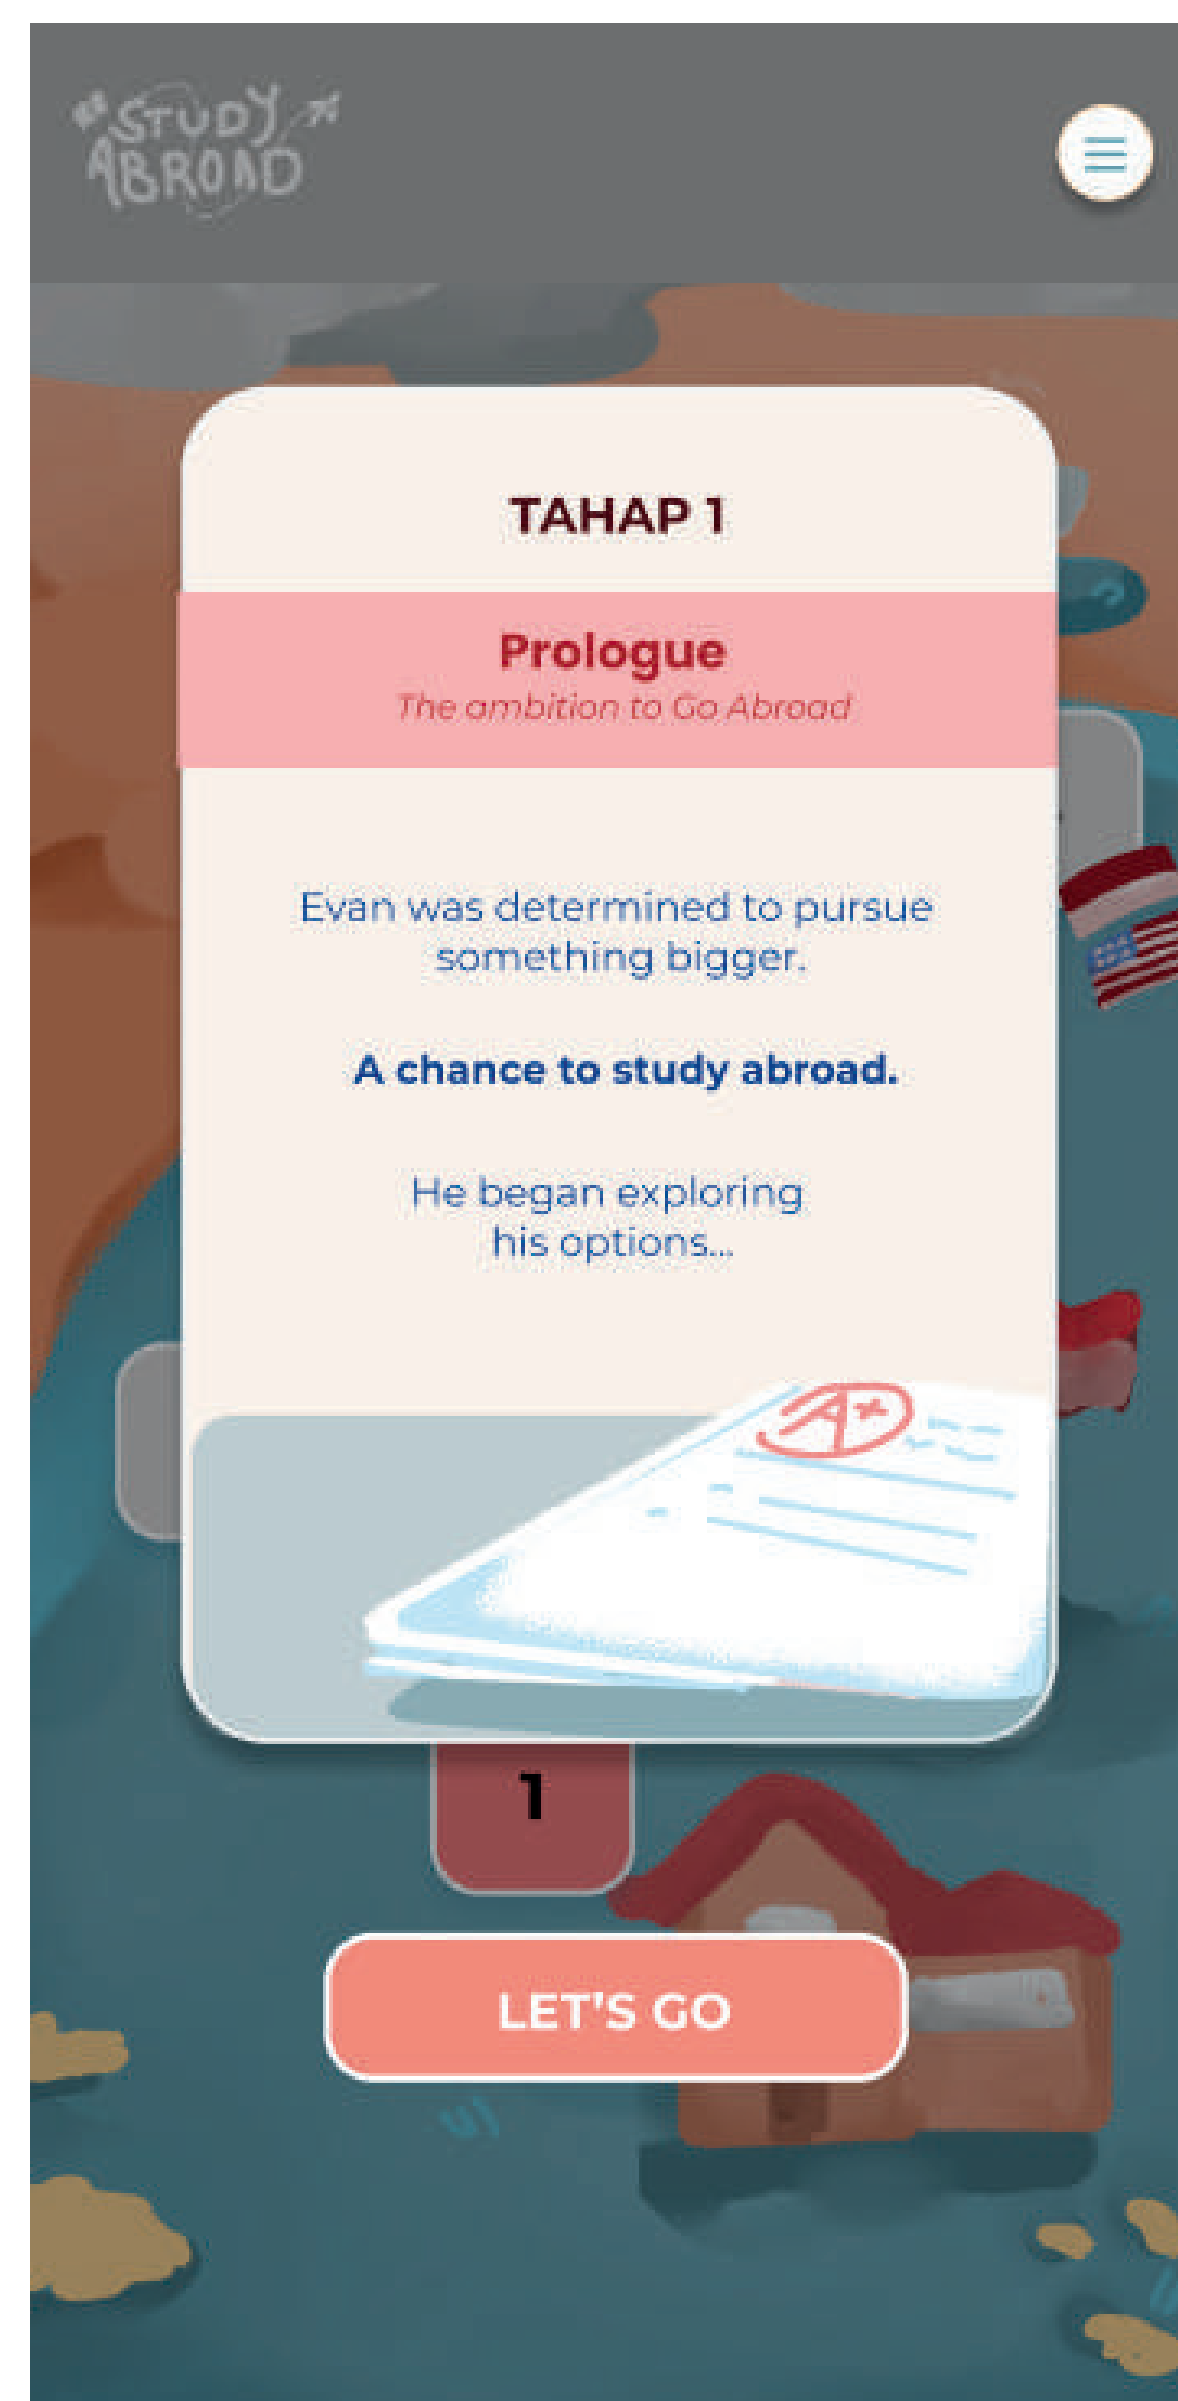 STUDY
ABROAD
TAHAP 1
Prologue
The ambition to Go Abroad
Evan was determined to pursue
something bigger.
A chance to study abroad.
He began exploring
his options...
A+
1
LET'S GO